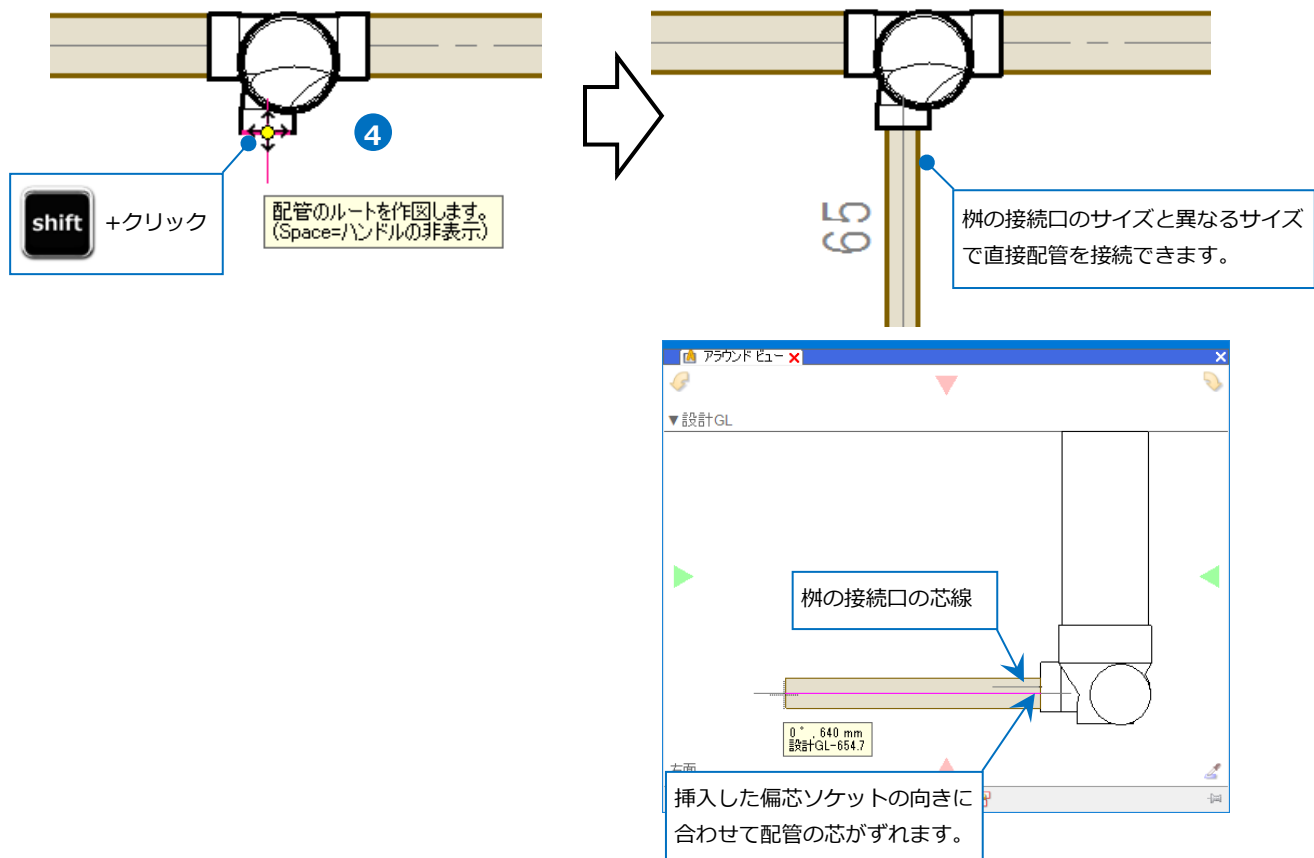 4
shift
+クリック
配管のルートを作図します。
(Space=ハンドルの非表示)
65
桝の接続口のサイズと異なるサイズ
で直接配管を接続できます。
アラウンド ビュー
▼設計GL
桝の接続口の芯線
0°, 640 mm
設計GL-654.7
左面
挿入した偏芯ソケットの向きに
合わせて配管の芯がずれます。